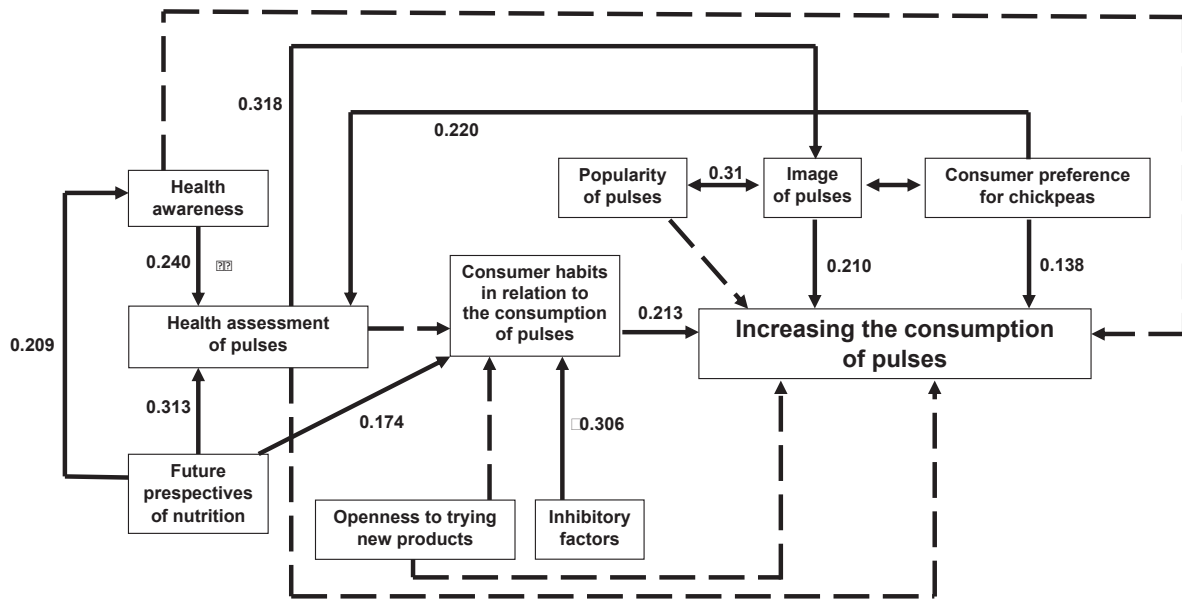 0.318
0.220
Health
awareness
Popularity
of pulses
0.31
Image
of pulses
Consumer preference
for chickpeas
0.240
Consumer habits
in relation to
the consumption
of pulses
0.210
0.138
Health assessment
of pulses
0.213
Increasing the consumption
of pulses
0.209
0.313
0.174
0.306
Future
prespectives
of nutrition
Openness to trying
new products
Inhibitory
factors